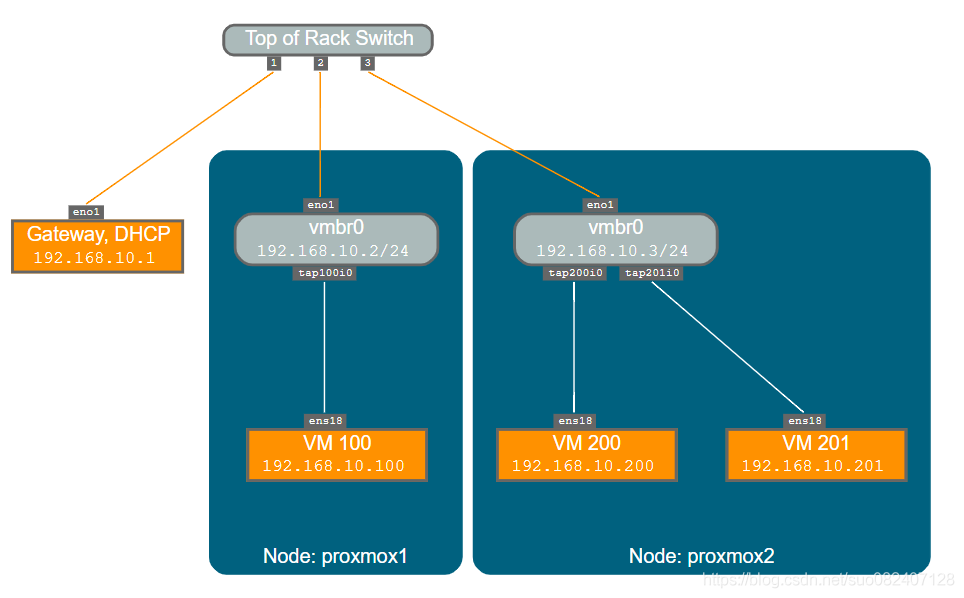 Top of Rack Switch
1 2 3
eno1
Gateway, DHCP
192.168.10.1
eno1
vmbr0
192.168.10.2/24
tap100i0
ens18
VM 100
192.168.10.100
Node: proxmox1
eno1
vmbr0
192.168.10.3/24
tap200i0 tap201i0
ens18
VM 200
192.168.10.200
ens18
VM 201
192.168.10.201
Node: proxmox2
https://blog.csdn.net/suo082407128